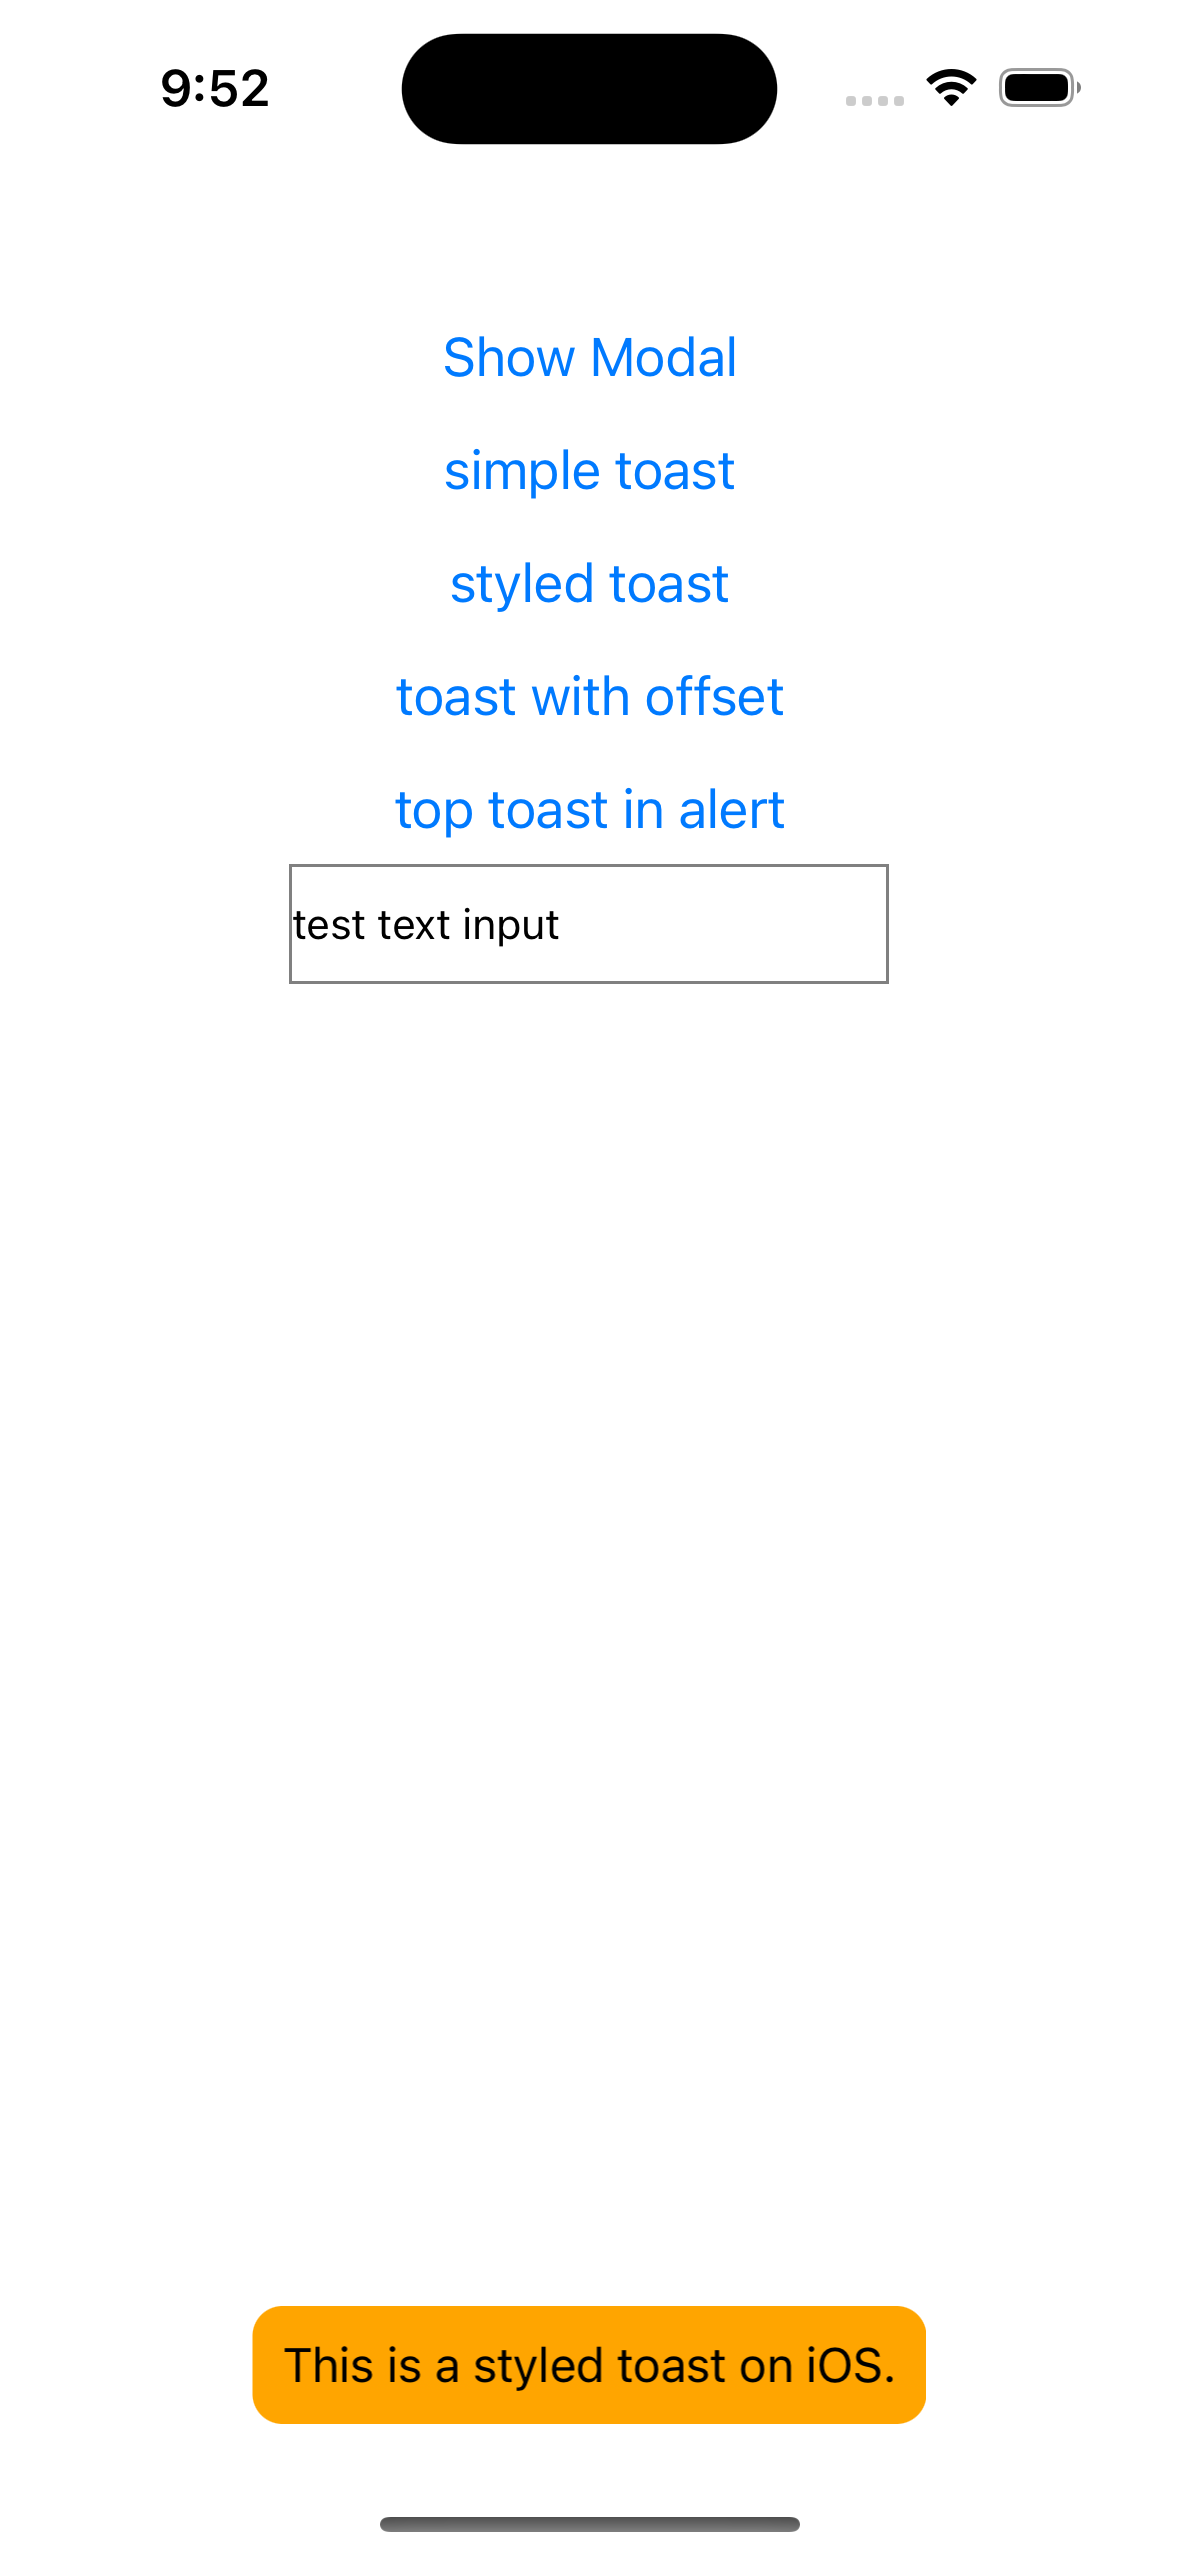 9:52
Show Modal
simple toast
styled toast
toast with offset
top toast in alert
test text input
This is a styled toast on iOS.